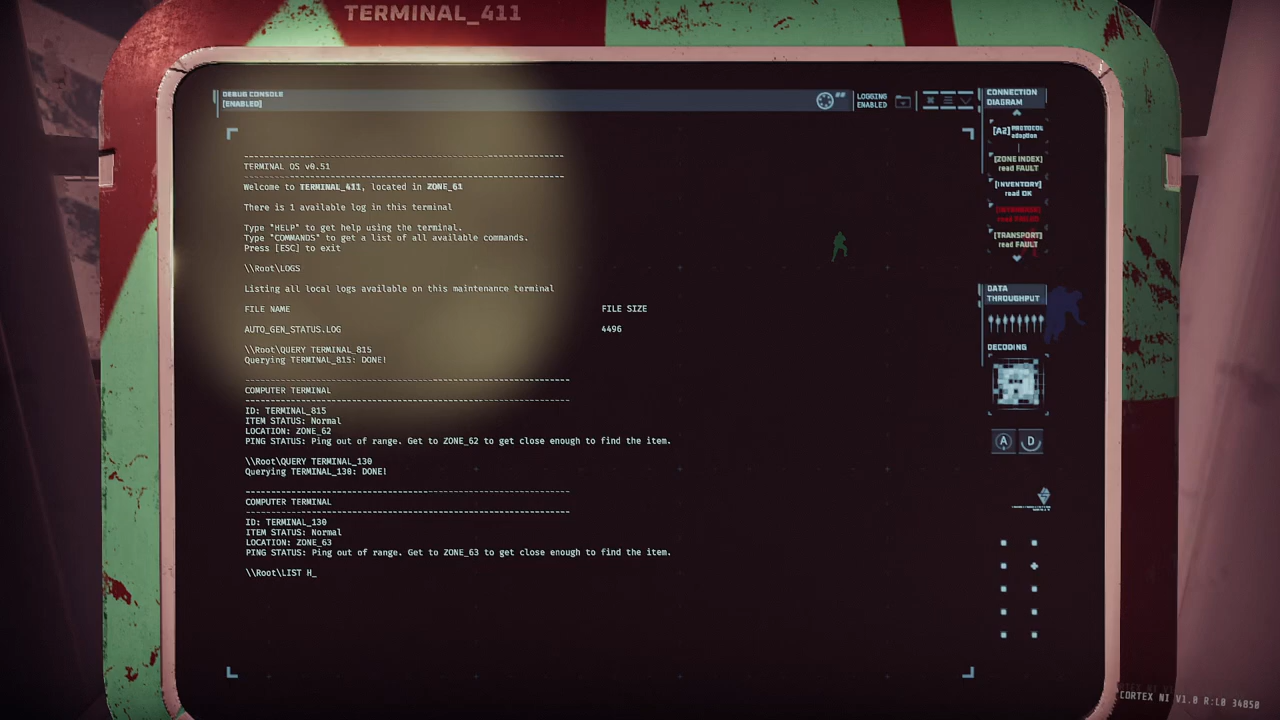 TERMINAL_411
DEBUG CONSOLE
[ENABLED]
LOGGING
ENABLED
CONNECTION
DIAGRAM
[A2] PROTOCOL
adaption
[ZONE INDEX]
read FAULT
[INVENTORY]
read OK
[TRANSPORT]
read FAULT
DATA
THROUGHPUT
DECODING
A D
--------------------------------------------------------------
TERMINAL OS v0.51
--------------------------------------------------------------
Welcome to TERMINAL_411, located in ZONE_61
There is 1 available log in this terminal
Type "HELP" to get help using the terminal.
Type "COMMANDS" to get a list of all available commands.
Press [ESC] to exit
\\Root\LOGS
Listing all local logs available on this maintenance terminal
FILE NAME FILE SIZE
AUTO_GEN_STATUS.LOG 4496
\\Root\QUERY TERMINAL_815
Querying TERMINAL_815: DONE!
--------------------------------------------------------------
COMPUTER TERMINAL
--------------------------------------------------------------
ID: TERMINAL_815
ITEM STATUS: Normal
LOCATION: ZONE_62
PING STATUS: Ping out of range. Get to ZONE_62 to get close enough to find the item.
\\Root\QUERY TERMINAL_130
Querying TERMINAL_130: DONE!
--------------------------------------------------------------
COMPUTER TERMINAL
--------------------------------------------------------------
ID: TERMINAL_130
ITEM STATUS: Normal
LOCATION: ZONE_63
PING STATUS: Ping out of range. Get to ZONE_63 to get close enough to find the item.
\\Root\LIST H_
CORTEX NI V1.0 R:L0 34850